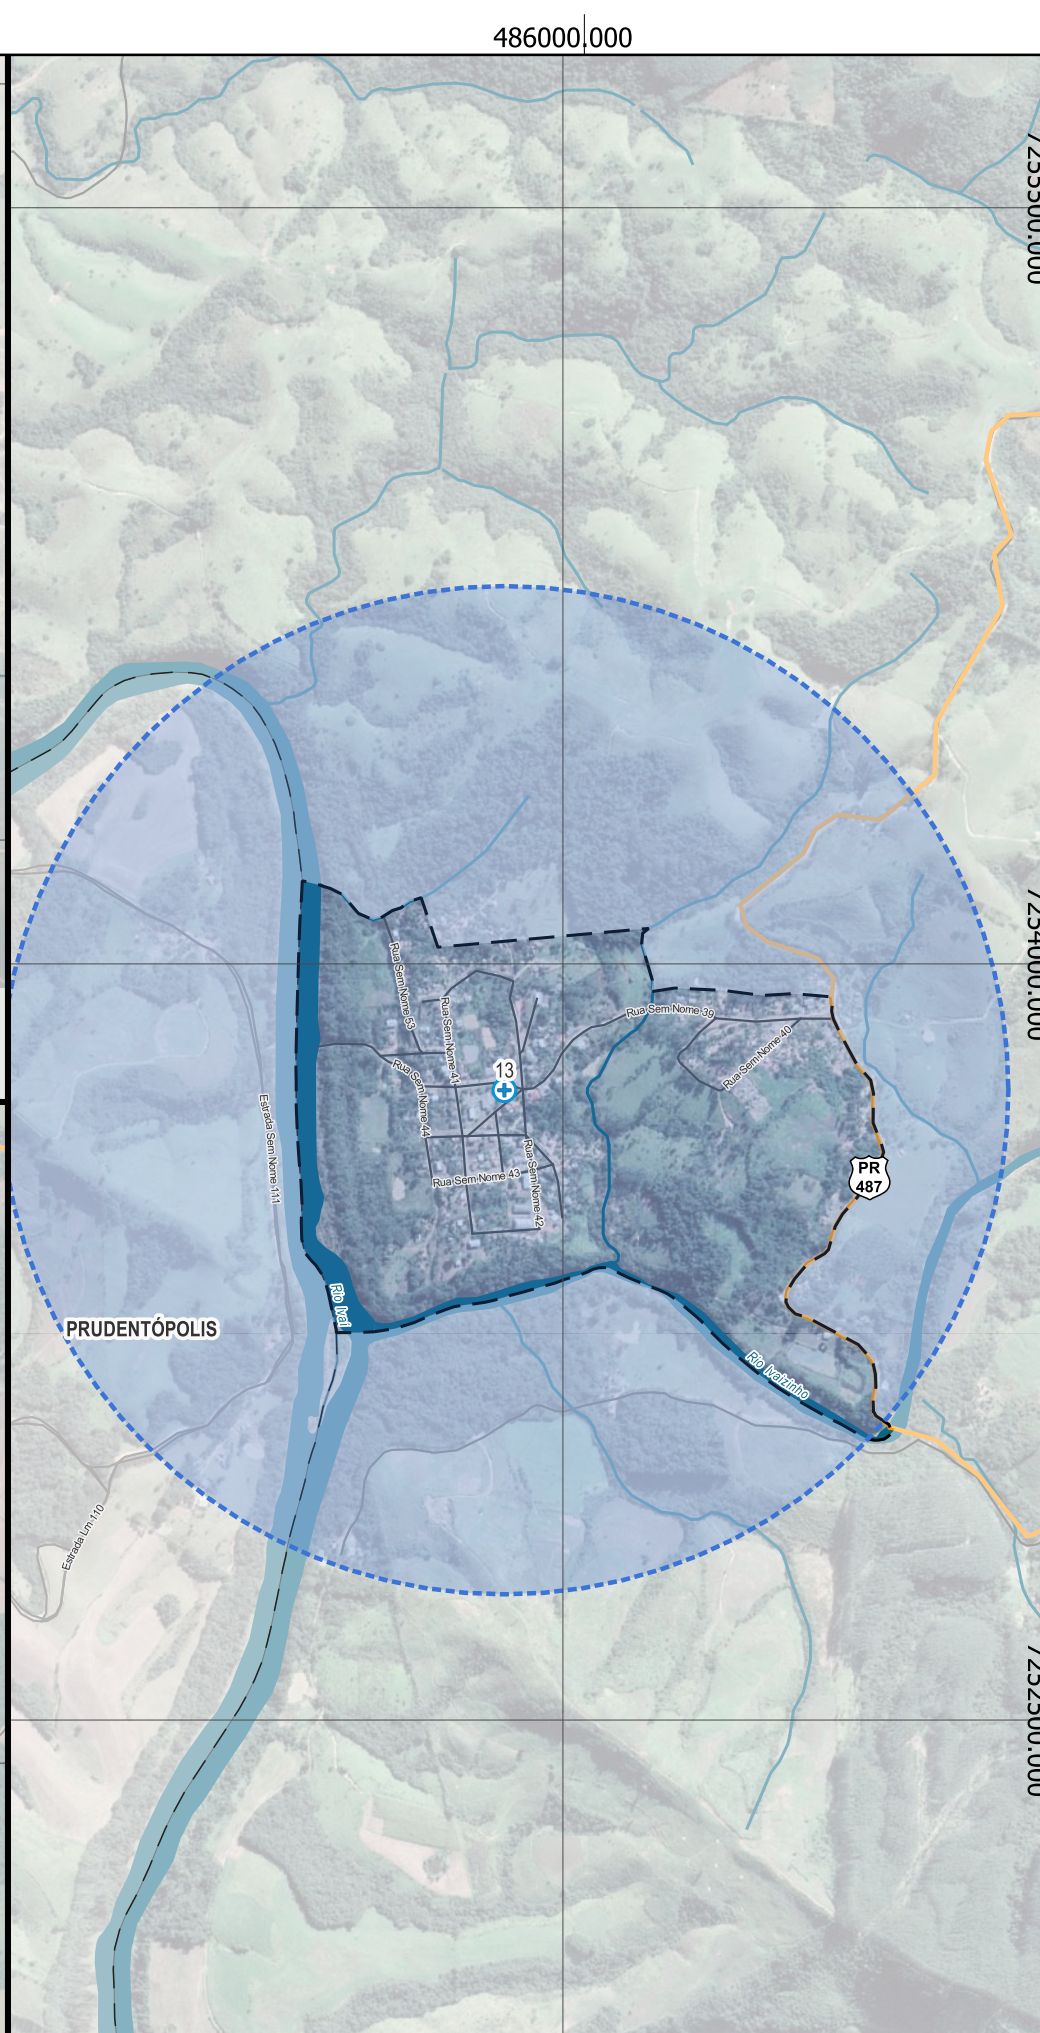 486000.000
7255500.000
7254000.000
7252500.000
Rua Sem Nome 53
Rua Sem Nome 41
Rua Sem Nome 39
Rua Sem Nome 40
13
Rua Sem Nome 44
Estrada Sem Nome 111
Rua Sem Nome 43
Rua Sem Nome 42
PR
487
Rio Ivaí
PRUDENTÓPOLIS
Rio Ivaizinho
Estrada Lm 110